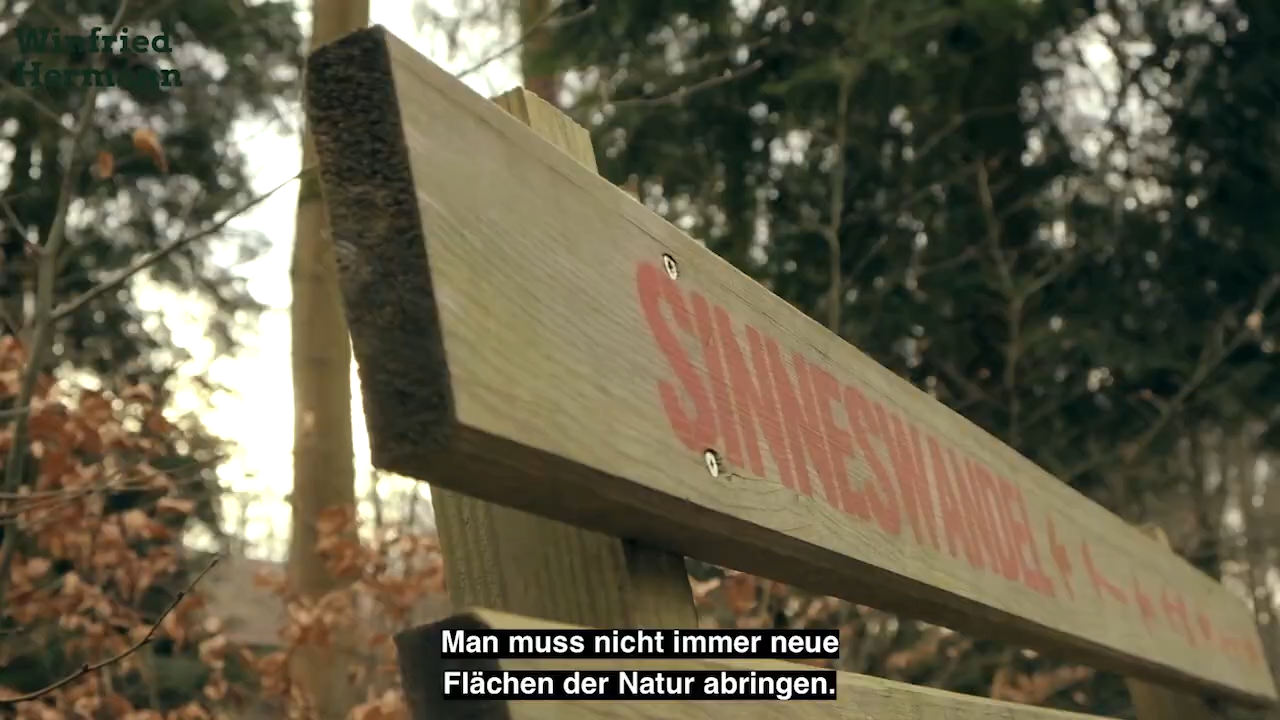 Winfried
Hermann
SINNESWANDEL
Man muss nicht immer neue
Flächen der Natur abringen.